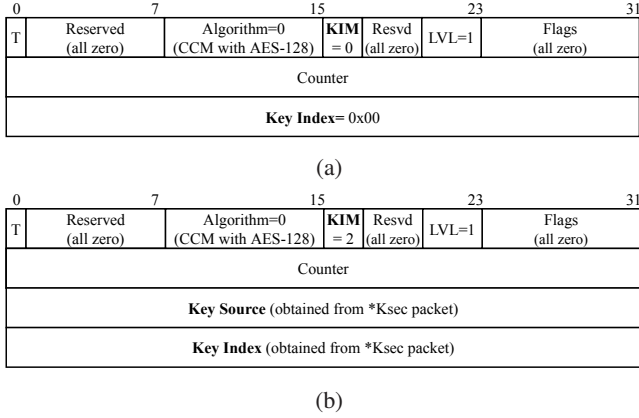 0 7 15 23 31
T Reserved Algorithm=0 KIM Resvd LVL=1 Flags
(all zero) (CCM with AES-128) = 0 (all zero) (all zero)
Counter
Key Index= 0x00
(a)
0 7 15 23 31
T Reserved Algorithm=0 KIM Resvd LVL=1 Flags
(all zero) (CCM with AES-128) = 2 (all zero) (all zero)
Counter
Key Source (obtained from *Ksec packet)
Key Index (obtained from *Ksec packet)
(b)